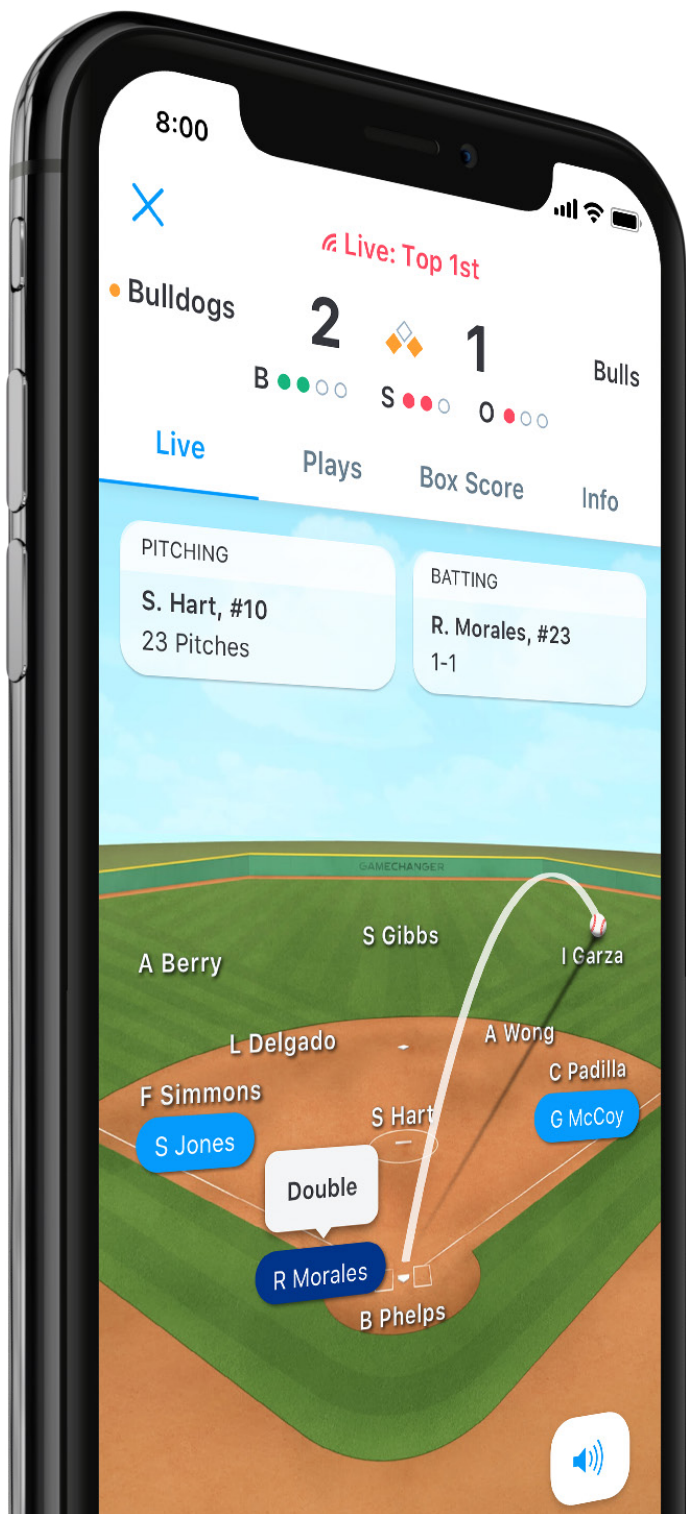 8:00
Live: Top 1st
Bulldogs 2 1 Bulls
B S O
Live Plays Box Score Info
PITCHING
S. Hart, #10
23 Pitches
BATTING
R. Morales, #23
1-1
GAMECHANGER
S Gibbs
A Berry
I Garza
L Delgado
A Wong
F Simmons
C Padilla
S Jones
S Hart
G McCoy
Double
R Morales
B Phelps